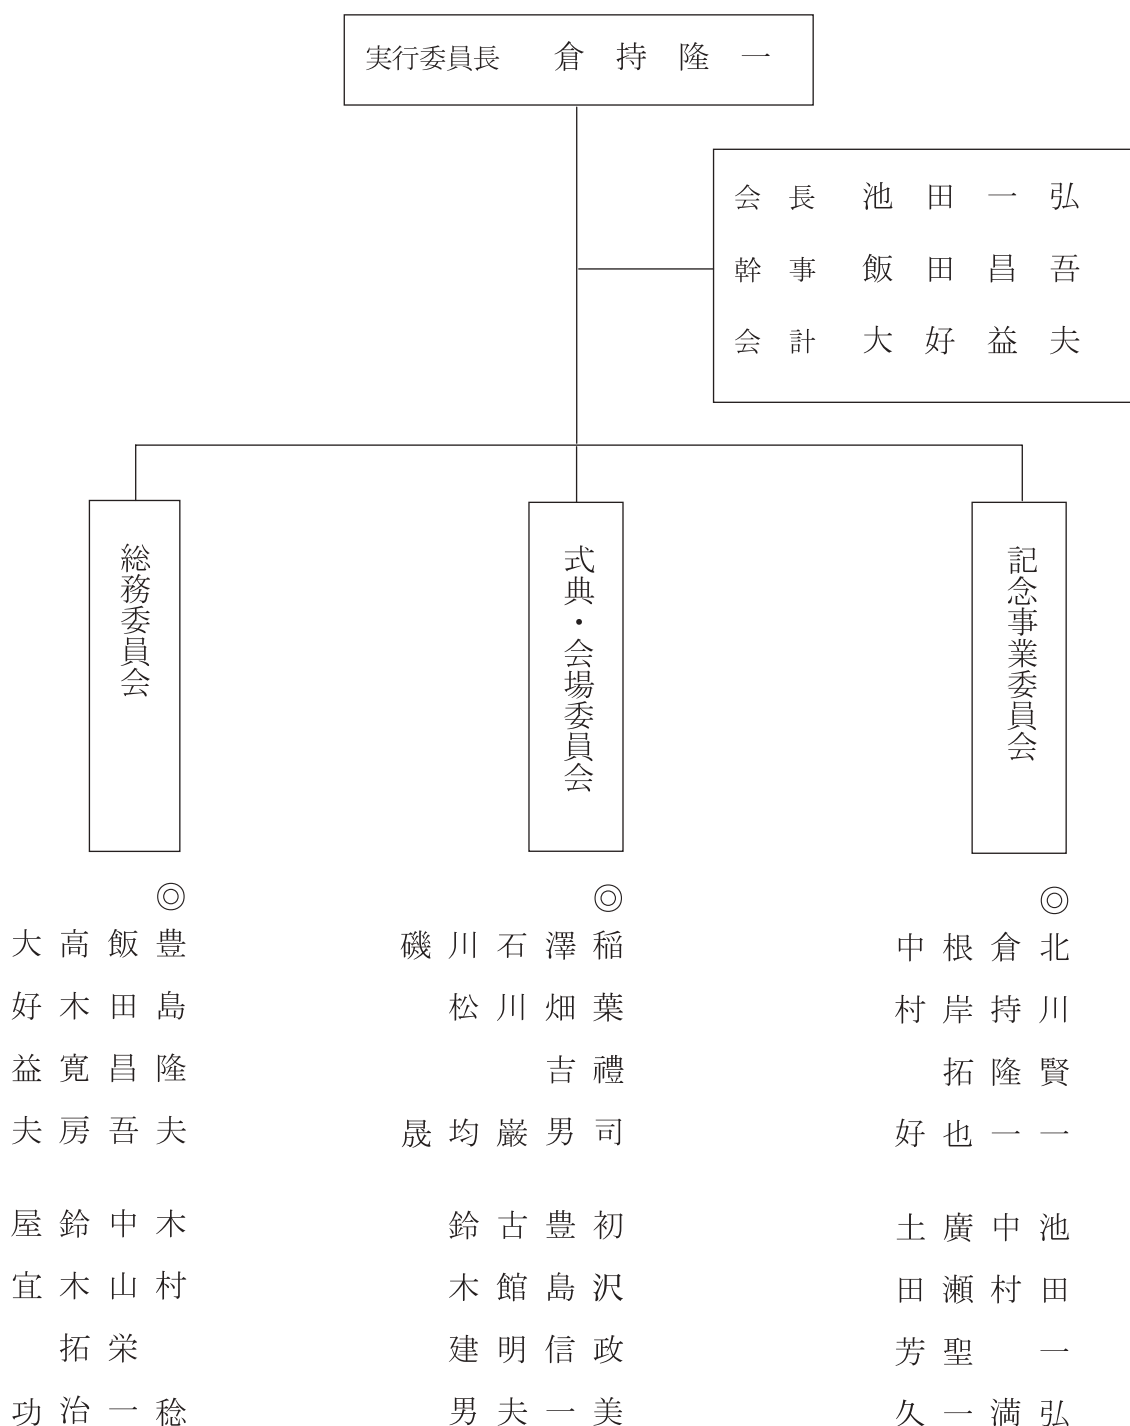 実行委員長 倉持隆一
会長 池田一弘
幹事 飯田昌吾
会計 大好益夫
総務委員会
◎豊島隆夫
飯田昌吾
高木寛房
大好益夫
木村稔
中山栄一
鈴木拓治
屋宜功
式典・会場委員会
◎稲葉禮司
澤畑吉男
石川巌
川松均
磯晟
初沢政美
豊島信一
古館明夫
鈴木建男
記念事業委員会
◎北川賢一
倉持隆一
根岸拓也
中村好
池田一弘
中村満
廣瀬聖一
土田芳久